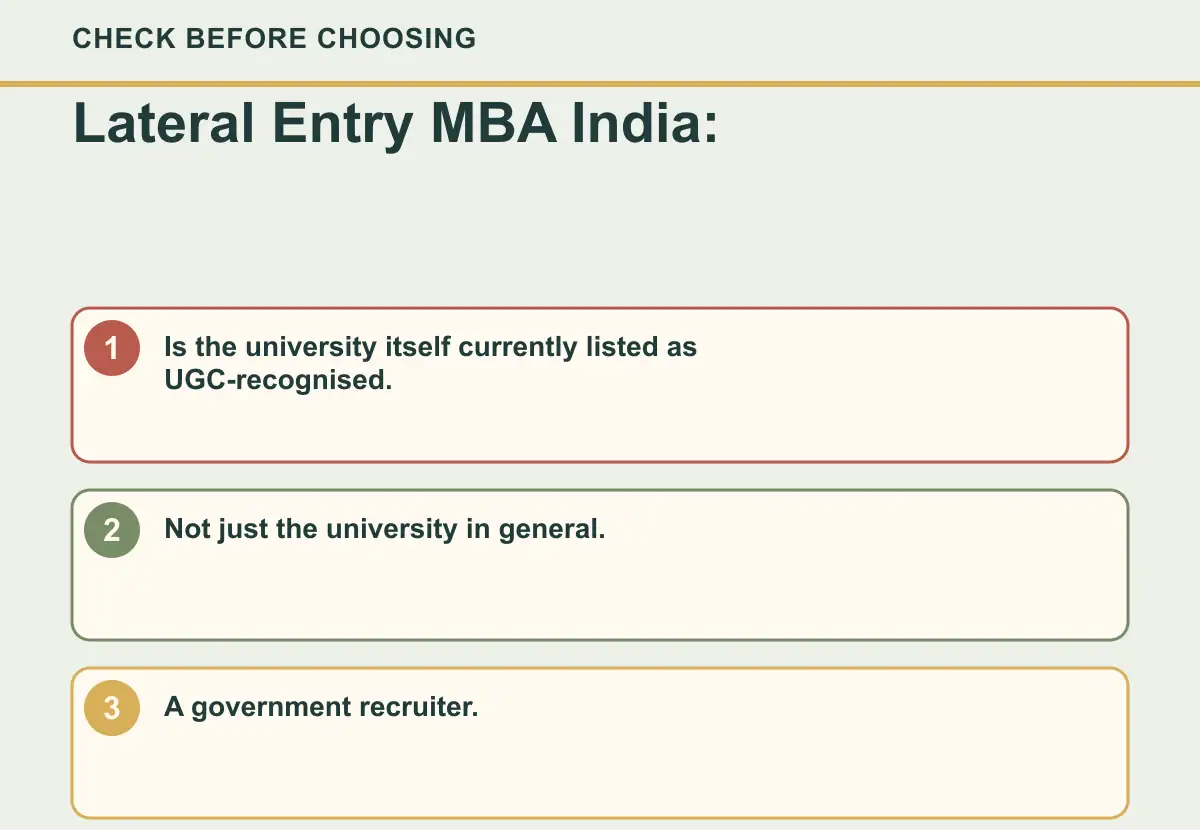 CHECK BEFORE CHOOSING
Lateral Entry MBA India:
1
Is the university itself currently listed as
UGC-recognised.
2
Not just the university in general.
3
A government recruiter.